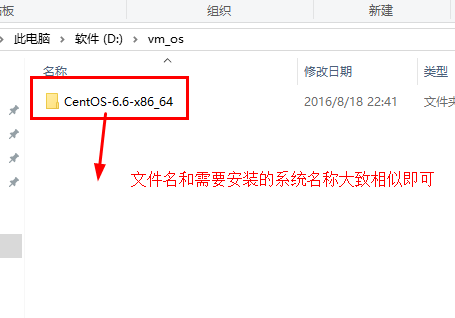 贴板
组织
新建
此电脑 > 软件 (D:) > vm_os
名称
修改日期
类型
CentOS-6.6-x86_64
2016/8/18 22:41
文件夹
文件名和需要安装的系统名称大致相似即可